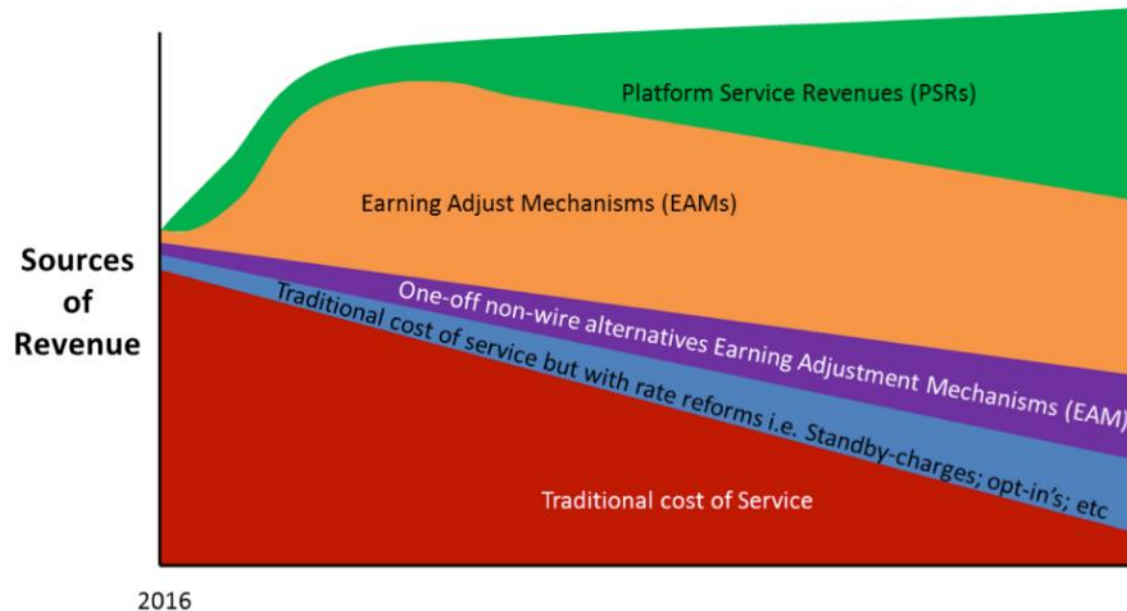 Platform Service Revenues (PSRs)
Earning Adjust Mechanisms (EAMs)
Sources
of
Revenue
One-off non-wire alternatives Earning Adjustment Mechanisms (EAM)
Traditional cost of service but with rate reforms i.e. Standby-charges; opt-in's; etc
Traditional cost of Service
2016